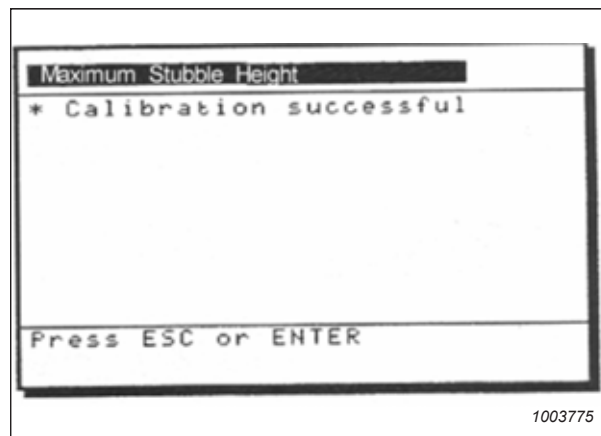 Maximum Stubble Height
* Calibration successful
Press ESC or ENTER
1003775